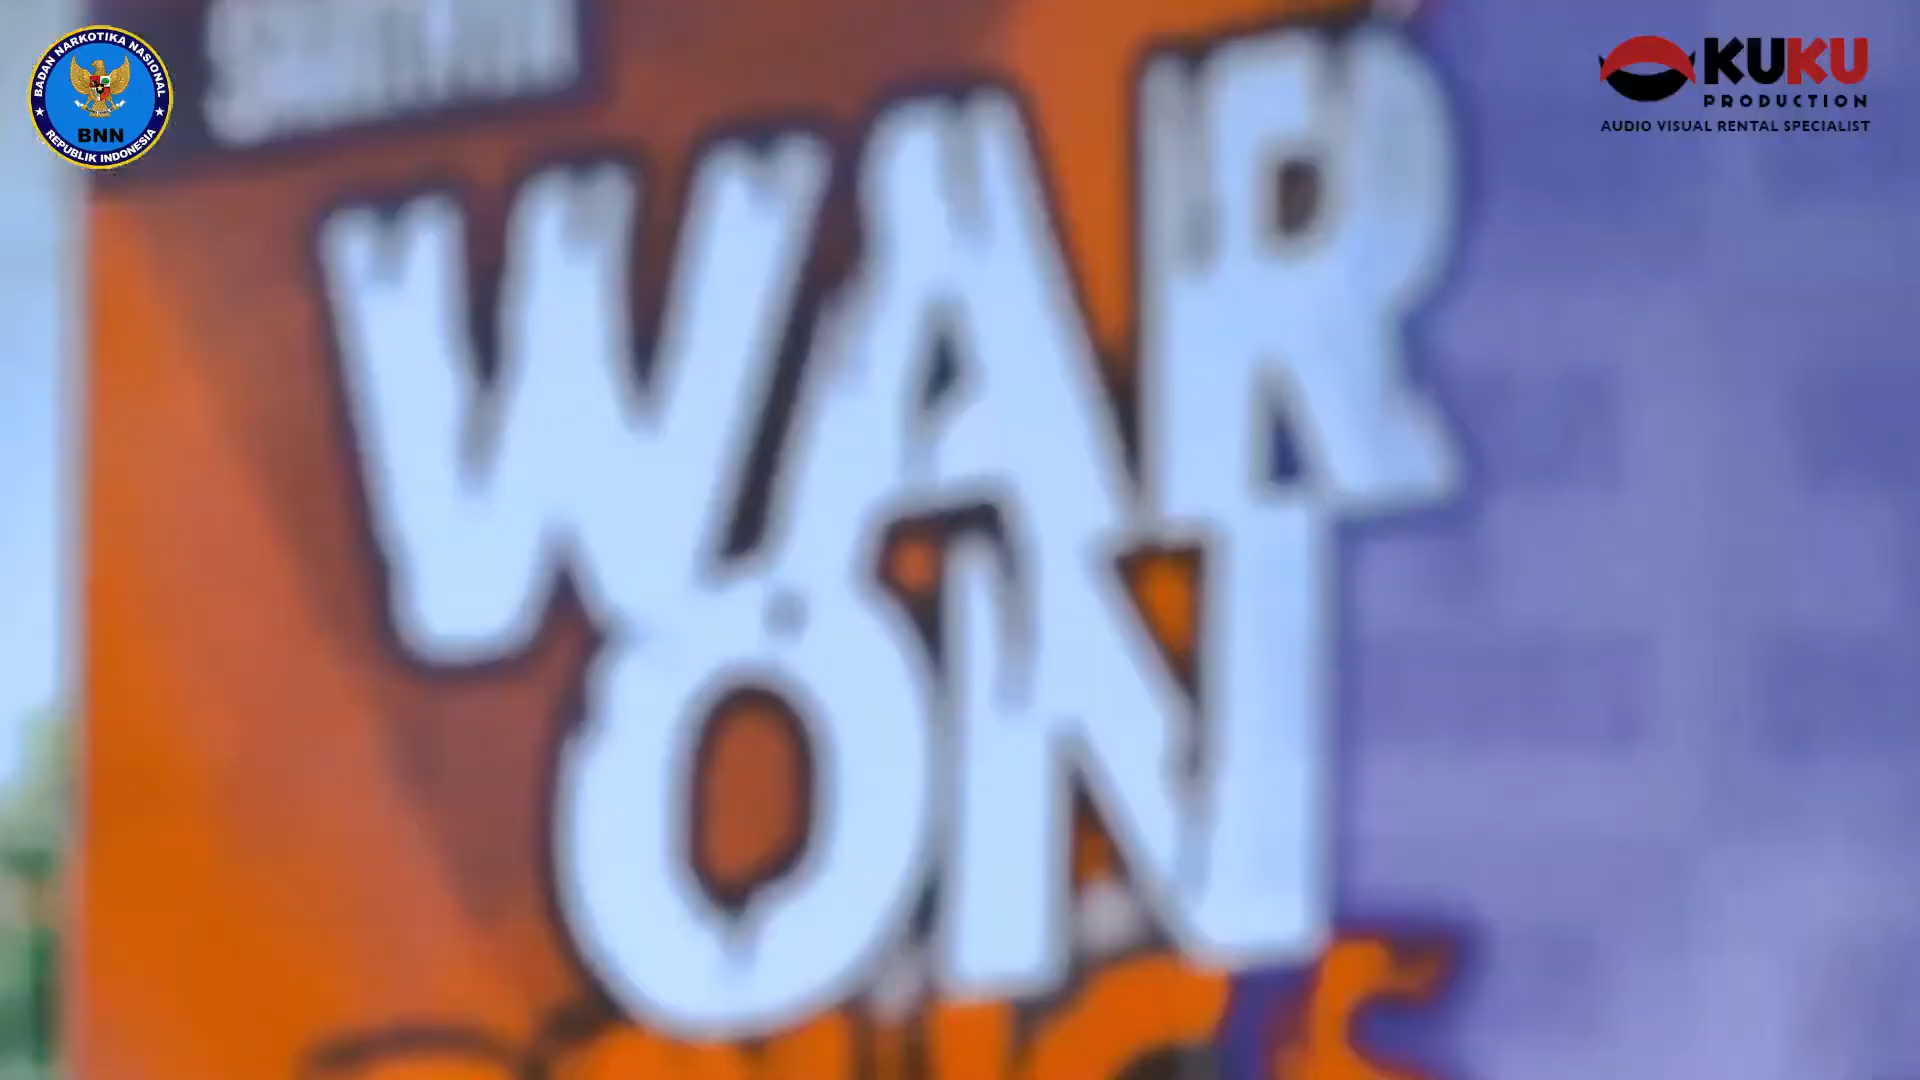 BADAN NARKOTIKA NASIONAL
BNN
REPUBLIK INDONESIA
KUKU
PRODUCTION
AUDIO VISUAL RENTAL SPECIALIST
WAR
ON